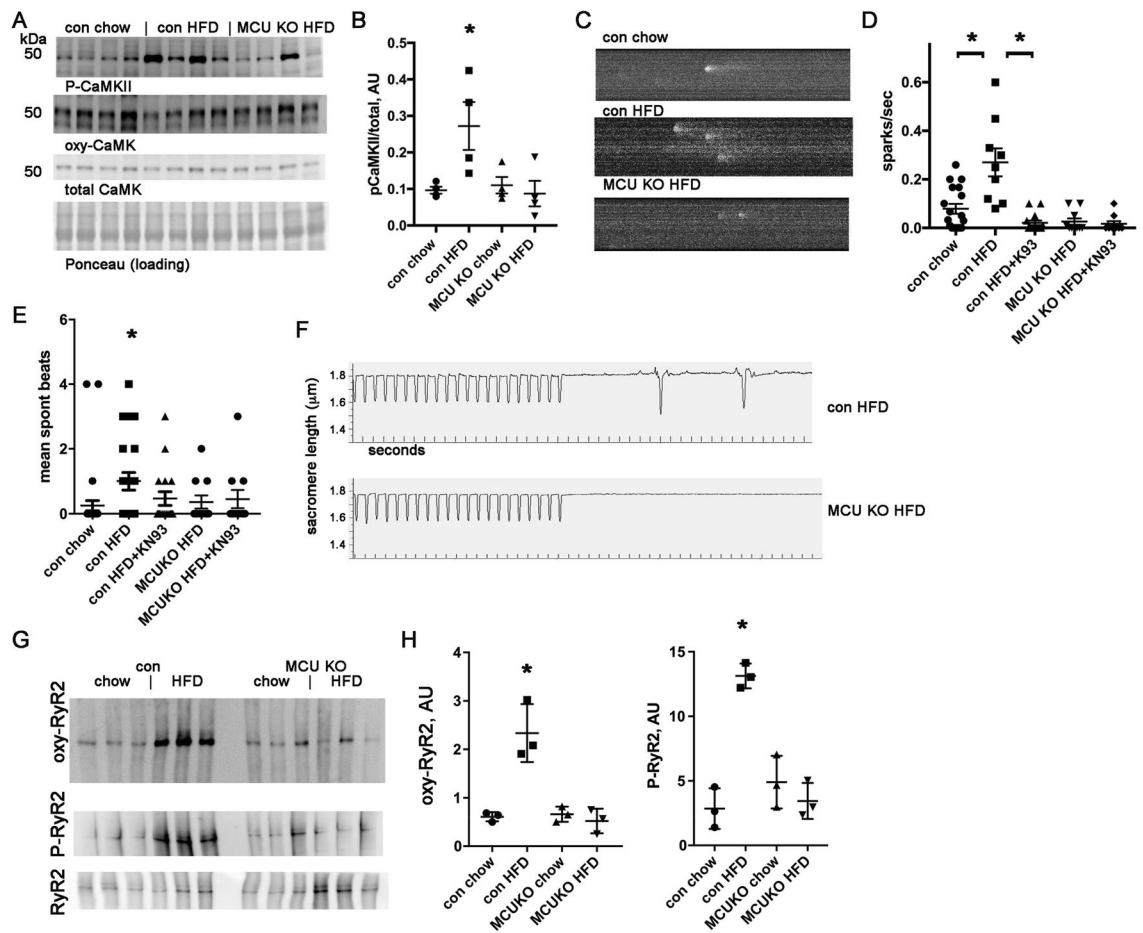 A
con chow | con HFD | MCU KO HFD
kDa
50
P-CaMKII
50
oxy-CaMK
50
total CaMK
Ponceau (loading)
B
*
pCaMKII/total, AU
0.5
0.4
0.3
0.2
0.1
0.0
con chow
con HFD
MCU KO chow
MCU KO HFD
C
con chow
con HFD
MCU KO HFD
D
* *
sparks/sec
0.6
0.4
0.2
0.0
con chow
con HFD
con HFD+K93
MCU KO HFD
MCU KO HFD+KN93
E
*
mean spont beats
6
4
2
0
con chow
con HFD
con HFD+KN93
MCUKO HFD
MCUKO HFD+KN93
F
sacromere length (µm)
1.8
1.6
1.4
seconds
con HFD
1.8
1.6
1.4
MCU KO HFD
G
con MCU KO
chow | HFD chow | HFD
oxy-RyR2
P-RyR2
RyR2
H
*
oxy-RyR2, AU
4
3
2
1
0
con chow
con HFD
MCUKO chow
MCUKO HFD
*
P-RyR2, AU
15
10
5
0
con chow
con HFD
MCUKO chow
MCUKO HFD